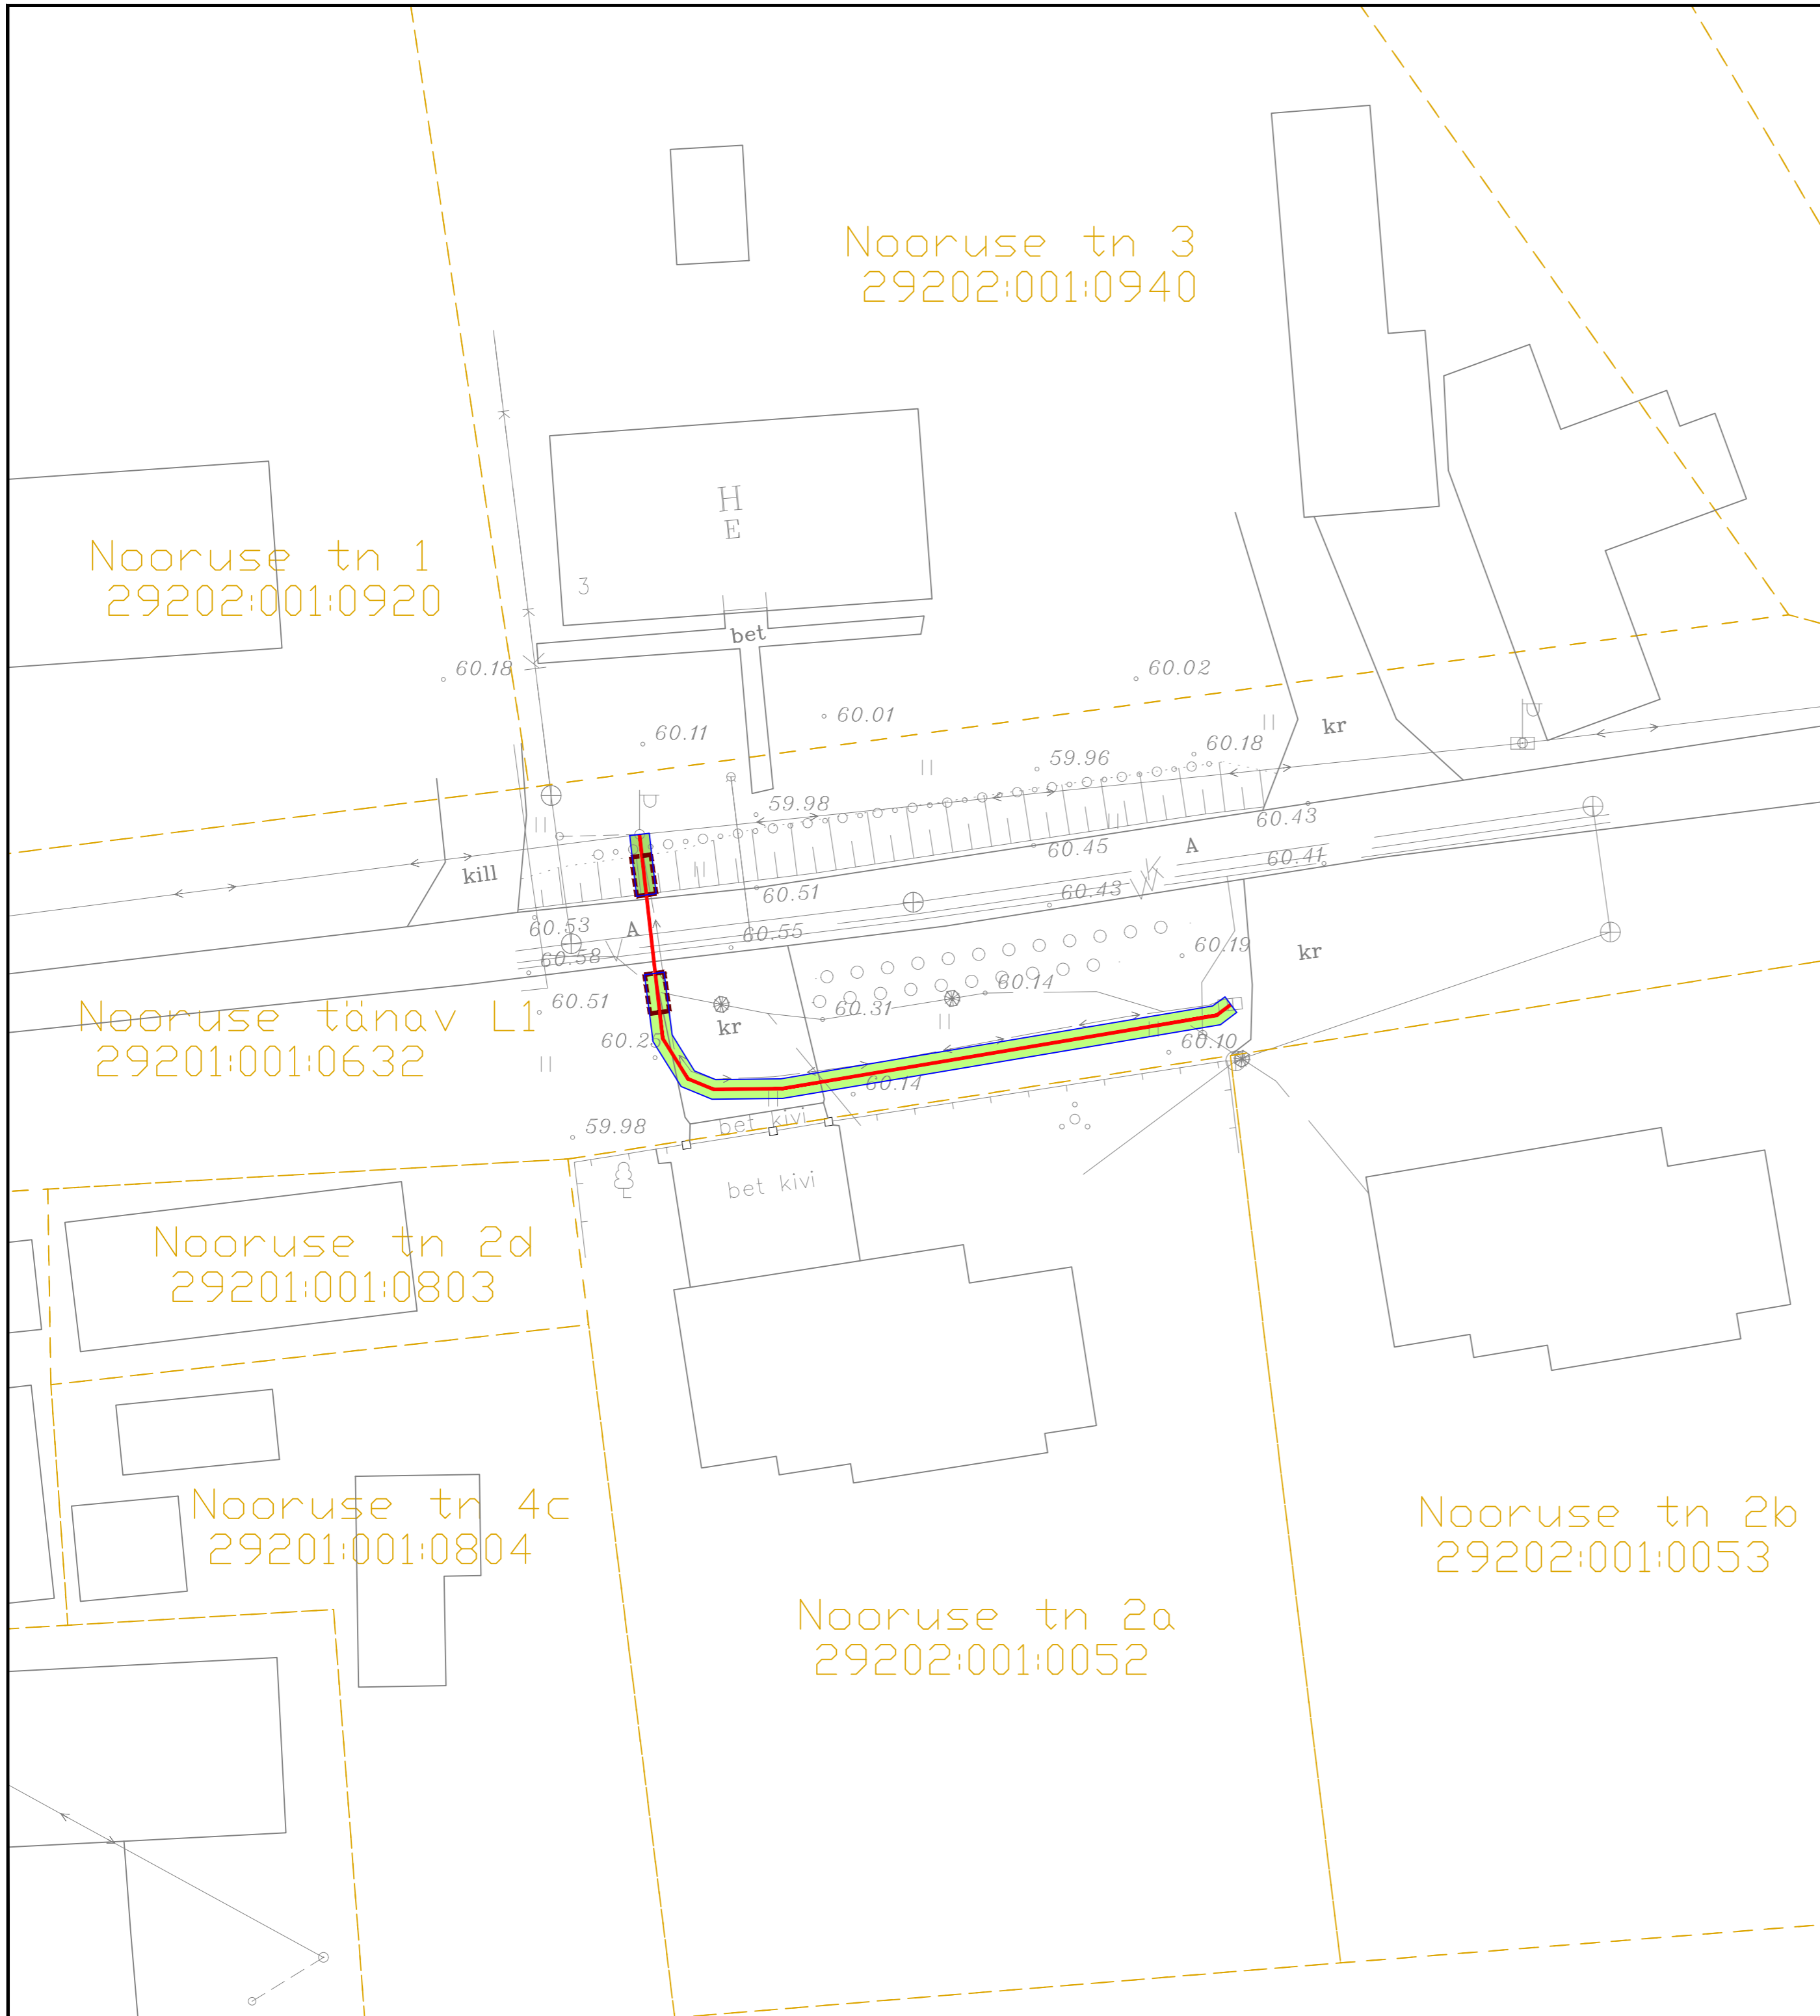 Nooruse tn 3
29202:001:0940
H
E
Nooruse tn 1
29202:001:0920
3
bet
60.18
60.02
60.01
60.11
kr
60.18
59.96
59.98
60.43
A
60.45
60.41
kill
60.51
60.43
60.53
A
60.55
60.19
kr
60.58
60.14
60.51
60.31
Nooruse tänav L1
29201:001:0632
kr
60.10
60.14
59.98
bet kivi
bet kivi
Nooruse tn 2d
29201:001:0803
Nooruse tn 4c
29201:001:0804
Nooruse tn 2b
29202:001:0053
Nooruse tn 2a
29202:001:0052